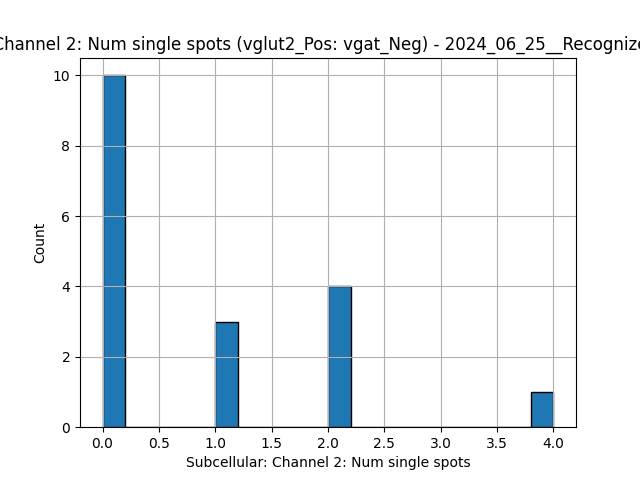 Channel 2: Num single spots (vglut2_Pos: vgat_Neg) - 2024_06_25__Recognize
10
8
6
4
2
0
Count
0.0 0.5 1.0 1.5 2.0 2.5 3.0 3.5 4.0
Subcellular: Channel 2: Num single spots